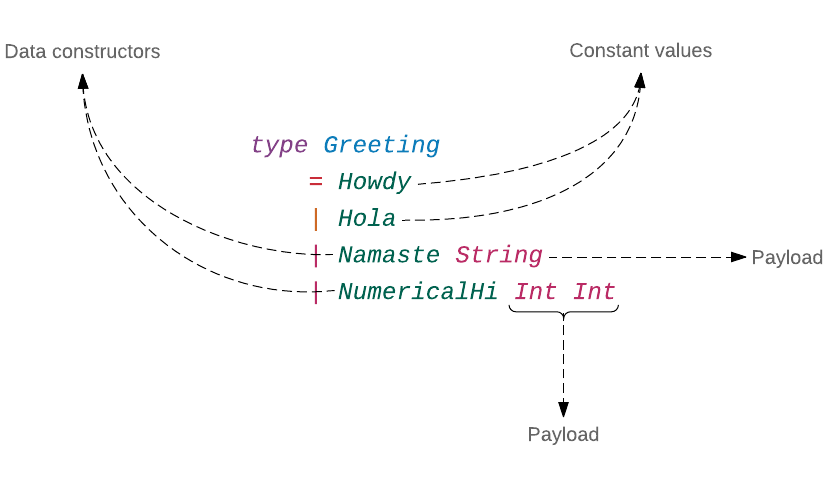 Data constructors
Constant values
type Greeting
= Howdy
| Hola
| Namaste String
Payload
| NumericalHi Int Int
Payload